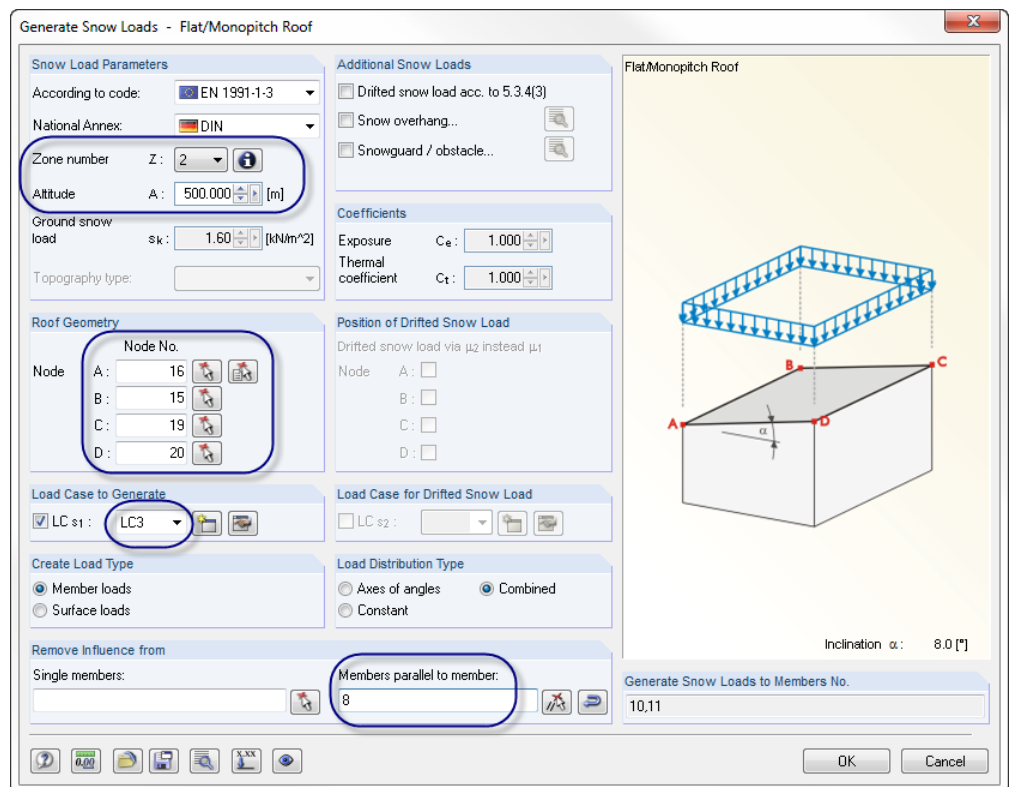 Generate Snow Loads - Flat/Monopitch Roof
Snow Load Parameters
According to code: EN 1991-1-3
National Annex: DIN
Zone number Z : 2
Altitude A : 500.000 [m]
Ground snow
load sk : 1.60 [kN/m^2]
Topography type:
Additional Snow Loads
Drifted snow load acc. to 5.3.4(3)
Snow overhang...
Snowguard / obstacle...
Coefficients
Exposure Ce : 1.000
Thermal
coefficient Ct : 1.000
Roof Geometry
Node No.
Node A : 16
B : 15
C : 19
D : 20
Position of Drifted Snow Load
Drifted snow load via µ2 instead µ1
Node A :
B :
C :
D :
Load Case to Generate
LC s1 : LC3
Load Case for Drifted Snow Load
LC s2 :
Create Load Type
Member loads
Surface loads
Load Distribution Type
Axes of angles Combined
Constant
Remove Influence from
Single members:
Members parallel to member:
8
Flat/Monopitch Roof
B C
A D
α
Inclination α : 8.0 [°]
Generate Snow Loads to Members No.
10,11
0.00
x.xx
OK Cancel